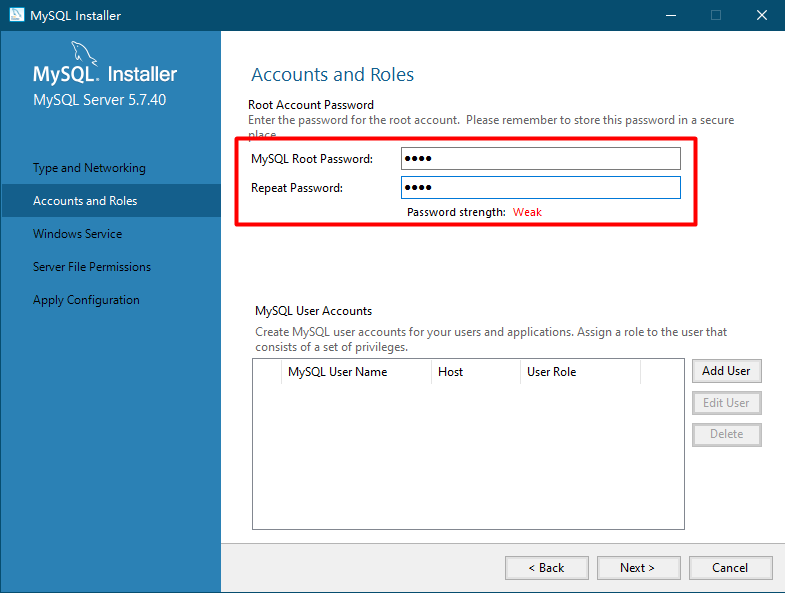 MySQL Installer
MySQL. Installer
MySQL Server 5.7.40
Type and Networking
Accounts and Roles
Windows Service
Server File Permissions
Apply Configuration
Accounts and Roles
Root Account Password
Enter the password for the root account. Please remember to store this password in a secure
place.
MySQL Root Password: ●●●●
Repeat Password: ●●●●
Password strength: Weak
MySQL User Accounts
Create MySQL user accounts for your users and applications. Assign a role to the user that
consists of a set of privileges.
MySQL User Name Host User Role
Add User
Edit User
Delete
< Back Next > Cancel